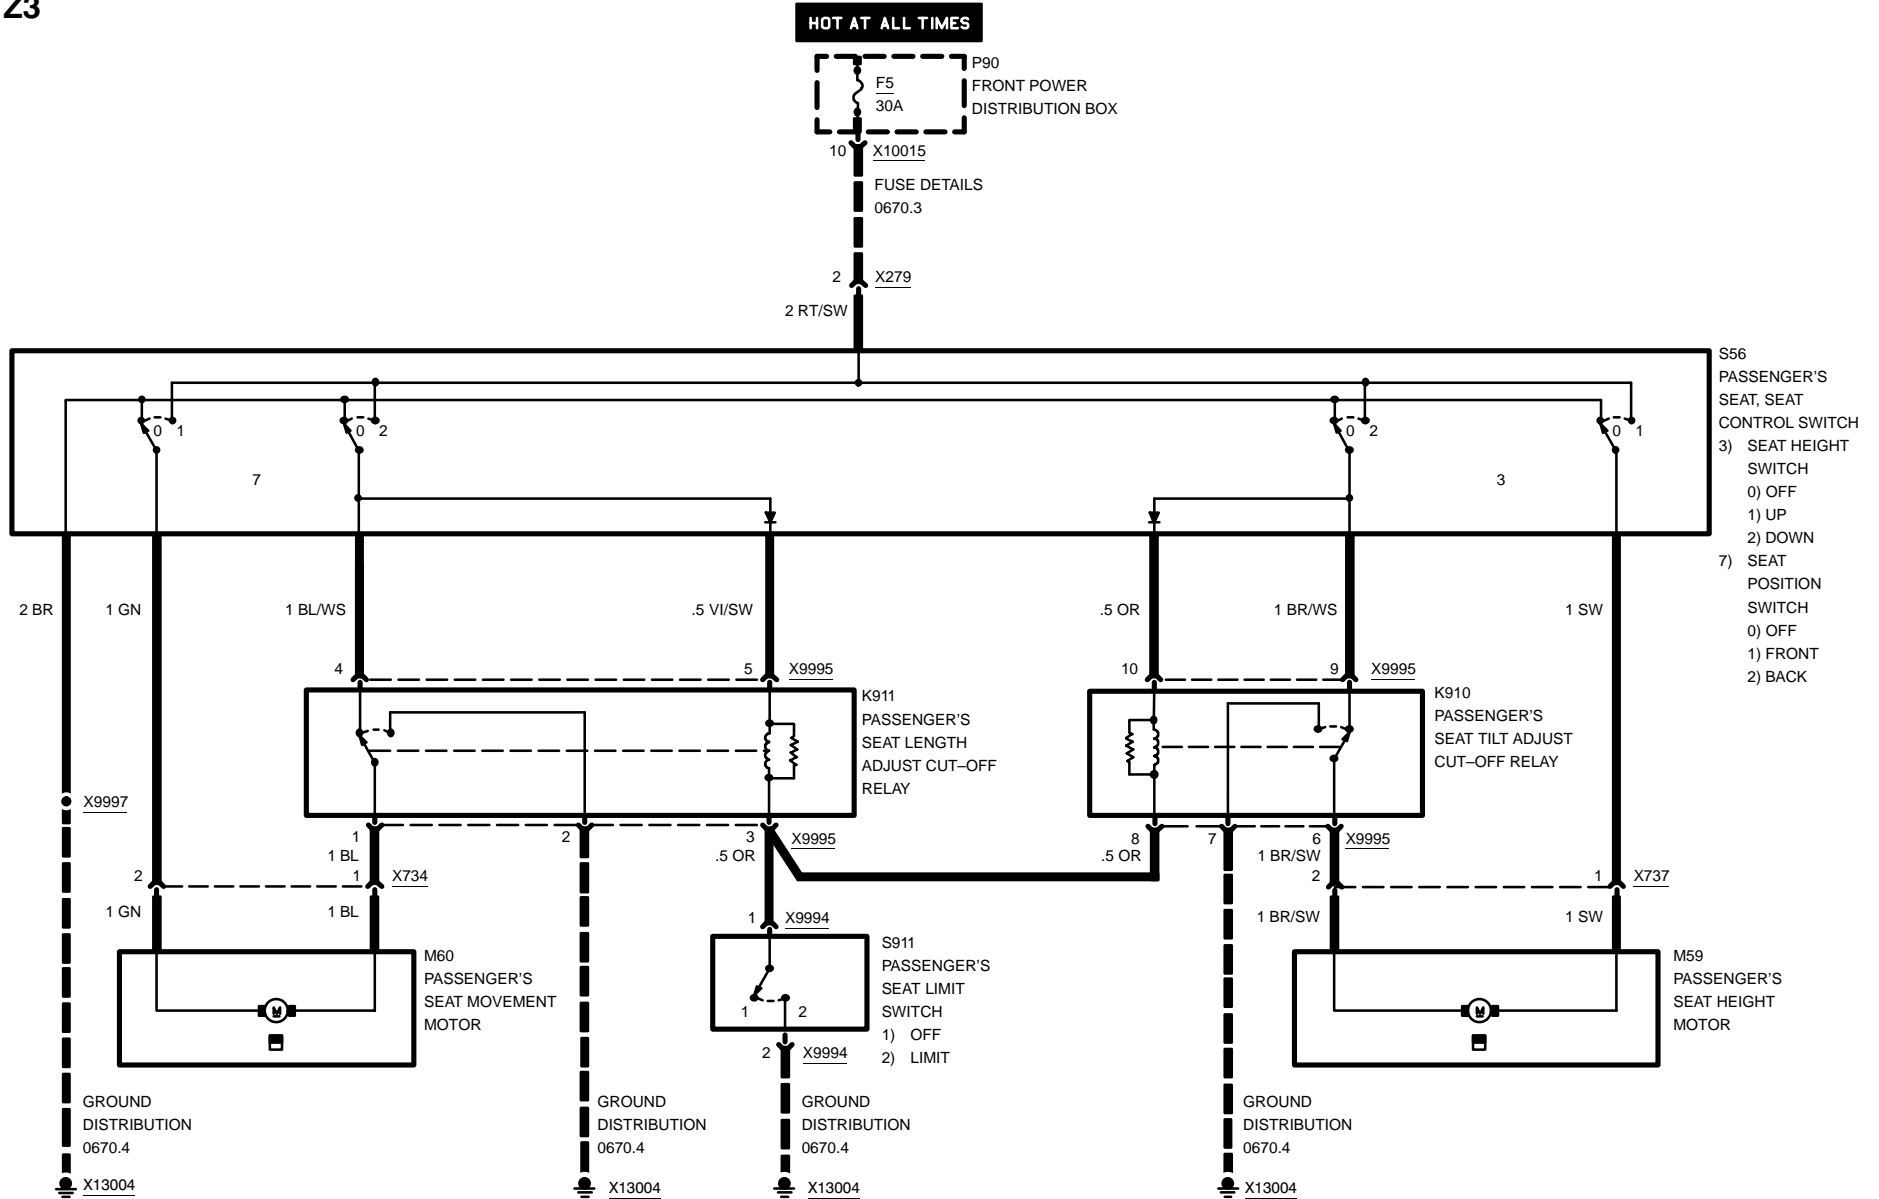 Z3
HOT AT ALL TIMES
P90
FRONT POWER
DISTRIBUTION BOX
F5
30A
10
X10015
FUSE DETAILS
0670.3
2
X279
2 RT/SW
0
1
0
2
0
2
0
1
7
3
S56
PASSENGER'S
SEAT, SEAT
CONTROL SWITCH
3) SEAT HEIGHT
SWITCH
0) OFF
1) UP
2) DOWN
7) SEAT
POSITION
SWITCH
0) OFF
1) FRONT
2) BACK
2 BR
1 GN
1 BL/WS
.5 VI/SW
.5 OR
1 BR/WS
1 SW
4
5
X9995
10
9
X9995
K911
PASSENGER'S
SEAT LENGTH
ADJUST CUT–OFF
RELAY
K910
PASSENGER'S
SEAT TILT ADJUST
CUT–OFF RELAY
X9997
1
2
3
X9995
8
7
6
X9995
1 BL
.5 OR
.5 OR
1 BR/SW
2
1
X734
2
1
X737
1 GN
1 BL
1
X9994
1 BR/SW
1 SW
M60
PASSENGER'S
SEAT MOVEMENT
MOTOR
M
S911
PASSENGER'S
SEAT LIMIT
SWITCH
1) OFF
2) LIMIT
1
2
M59
PASSENGER'S
SEAT HEIGHT
MOTOR
M
2
X9994
GROUND
DISTRIBUTION
0670.4
GROUND
DISTRIBUTION
0670.4
GROUND
DISTRIBUTION
0670.4
GROUND
DISTRIBUTION
0670.4
X13004
X13004
X13004
X13004